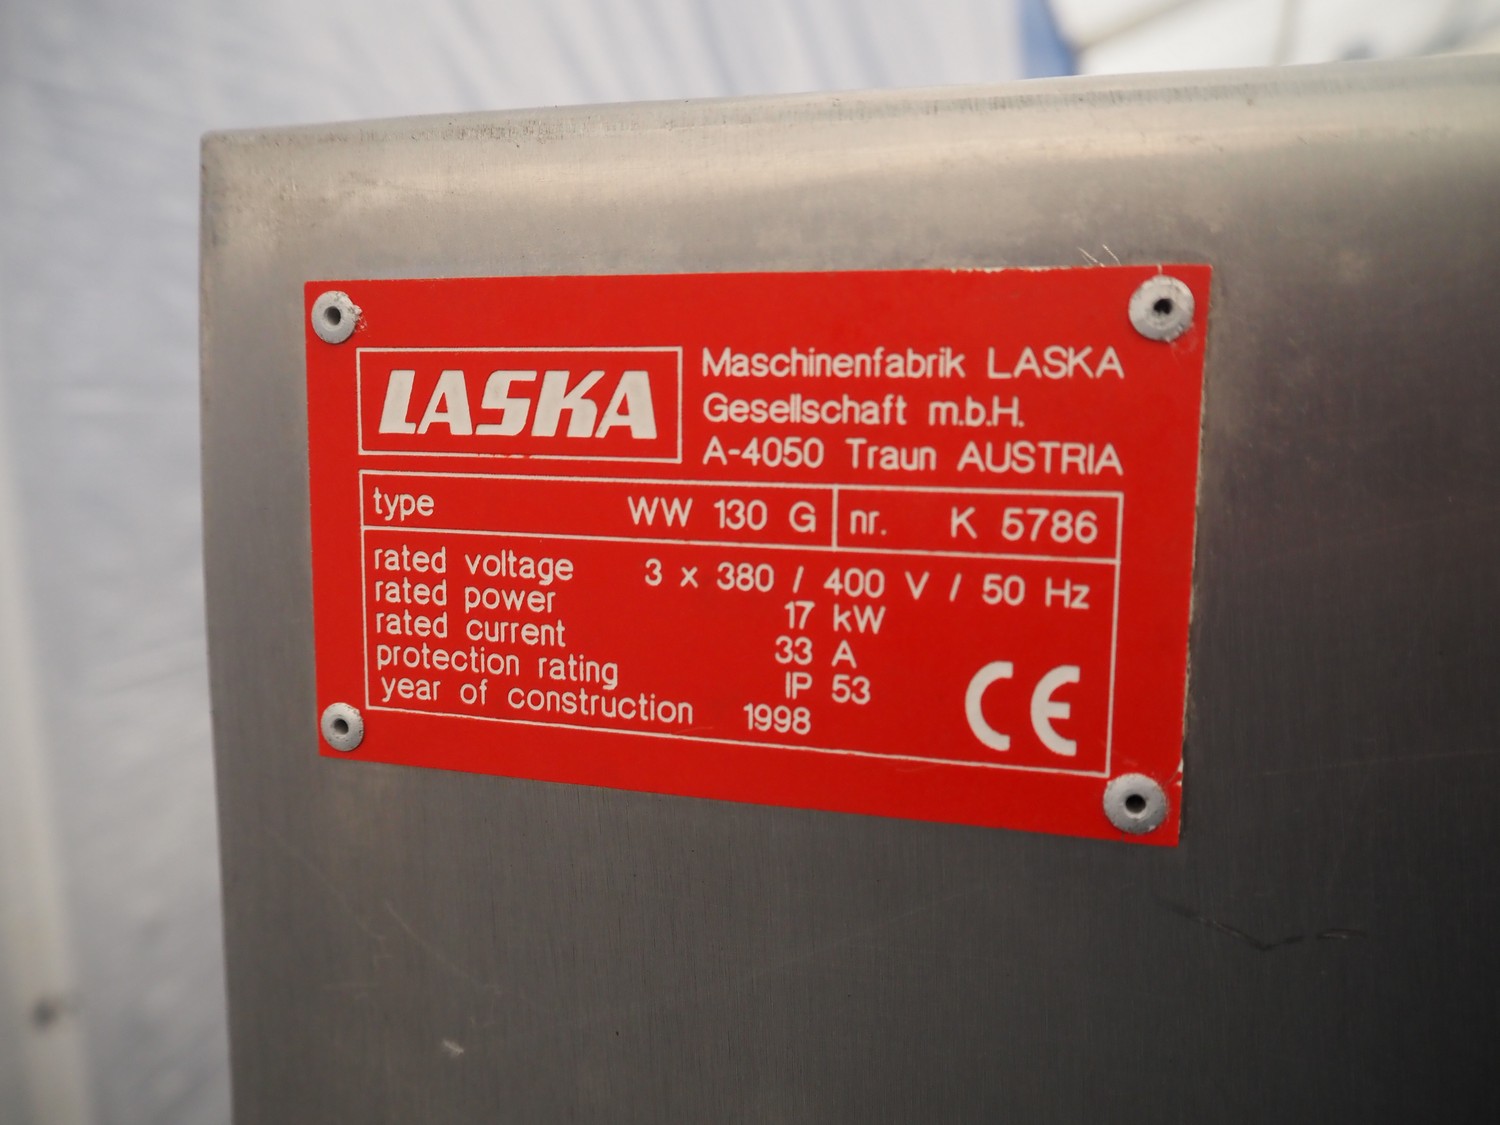 LASKA
Maschinenfabrik LASKA
Gesellschaft m.b.H.
A-4050 Traun AUSTRIA
type WW 130 G nr. K 5786
rated voltage 3 x 380 / 400 V / 50 Hz
rated power 17 kW
rated current 33 A
protection rating IP 53
year of construction 1998
CE